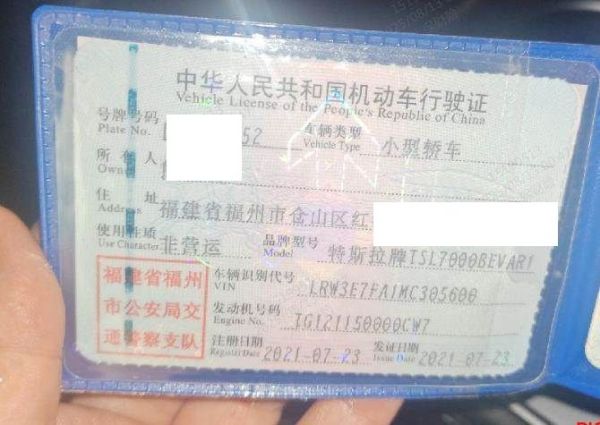 中华人民共和国机动车行驶证
Vehicle License of the People's Republic of China
号牌号码 52 车辆类型 小型轿车
Plate No. Vehicle Type
所有人
Owner
住址 福建省福州市仓山区红
Address
使用性质 非营运 品牌型号 特斯拉牌TSL7000BEVAR1
Use Character Model
福建省福州
市公安局交
通警察支队
车辆识别代号 LRW3E7FA1MC305600
VIN
发动机号码 TG121150000CW7
Engine No.
注册日期 2021-07-23 发证日期 2021-07-23
Register Date Issue Date